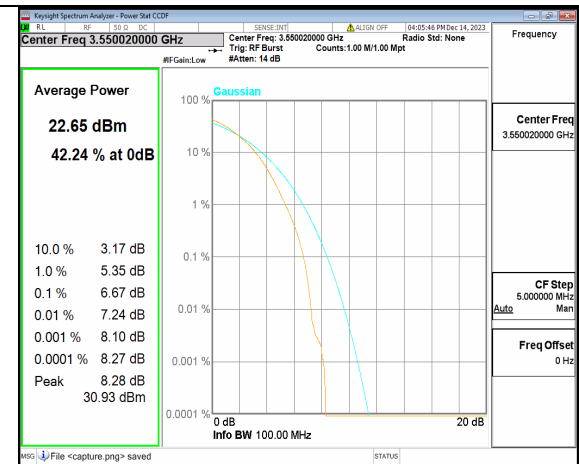 Keysight Spectrum Analyzer - Power Stat CCDF
RL RF 50 Ω DC SENSE:INT ALIGN OFF 04:05:46 PM Dec 14, 2023
Center Freq 3.550020000 GHz
Center Freq: 3.550020000 GHz Radio Std: None
Trig: RF Burst Counts:1.00 M/1.00 Mpt
#IFGain:Low #Atten: 14 dB
Frequency
Average Power
22.65 dBm
42.24 % at 0dB
10.0 % 3.17 dB
1.0 % 5.35 dB
0.1 % 6.67 dB
0.01 % 7.24 dB
0.001 % 8.10 dB
0.0001 % 8.27 dB
Peak 8.28 dB
30.93 dBm
Gaussian
100 %
10 %
1 %
0.1 %
0.01 %
0.001 %
0.0001 %
0 dB 20 dB
Info BW 100.00 MHz
Center Freq
3.550020000 GHz
CF Step
5.000000 MHz
Auto Man
Freq Offset
0 Hz
MSG File <capture.png> saved STATUS